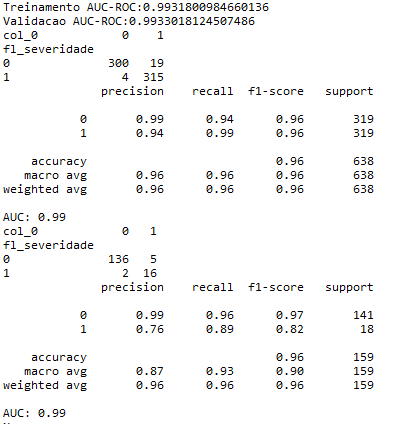 Treinamento AUC-ROC:0.9931800984660136
Validacao AUC-ROC:0.9933018124507486
col_0 0 1
fl_severidade
0 300 19
1 4 315
precision recall f1-score support
0 0.99 0.94 0.96 319
1 0.94 0.99 0.96 319
accuracy 0.96 638
macro avg 0.96 0.96 0.96 638
weighted avg 0.96 0.96 0.96 638
AUC: 0.99
col_0 0 1
fl_severidade
0 136 5
1 2 16
precision recall f1-score support
0 0.99 0.96 0.97 141
1 0.76 0.89 0.82 18
accuracy 0.96 159
macro avg 0.87 0.93 0.90 159
weighted avg 0.96 0.96 0.96 159
AUC: 0.99